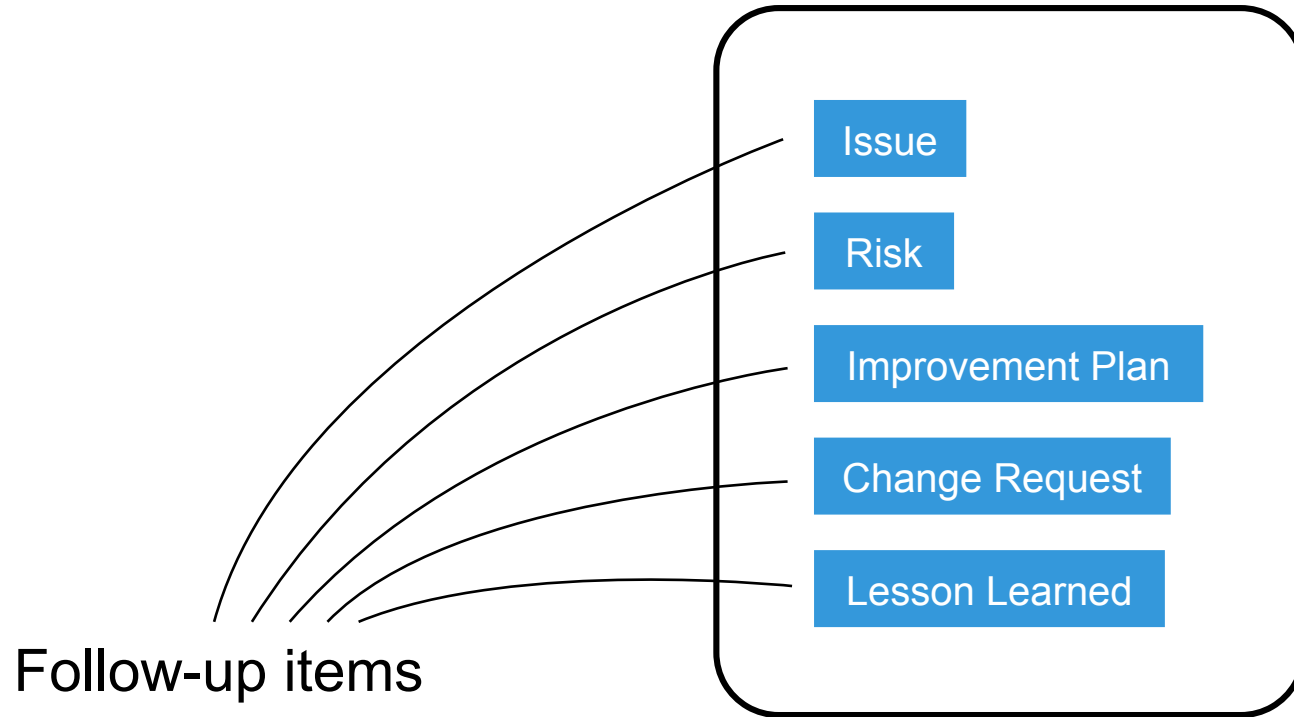 Issue
Risk
Improvement Plan
Change Request
Lesson Learned
Follow-up items